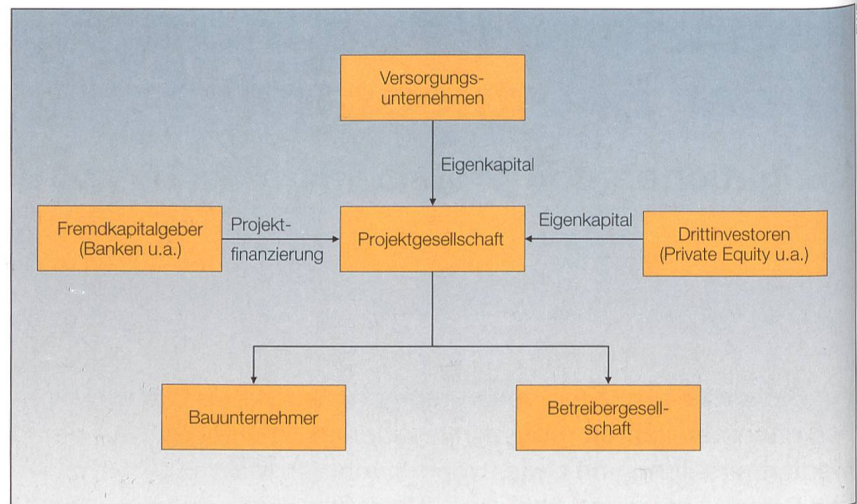 Versorgungs-
unternehmen
Eigenkapital
Fremdkapitalgeber
(Banken u.a.)
Projekt-
finanzierung
Projektgesellschaft
Eigenkapital
Drittinvestoren
(Private Equity u.a.)
Bauunternehmer
Betreibergesell-
schaft